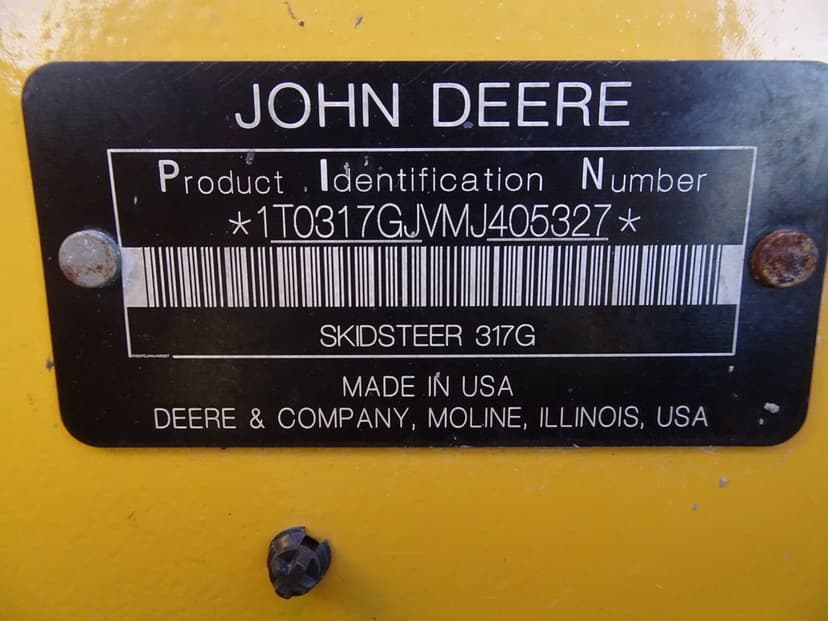 JOHN DEERE
Product Identification Number
*1T0317GJVMJ405327*
SKIDSTEER 317G
MADE IN USA
DEERE & COMPANY, MOLINE, ILLINOIS, USA